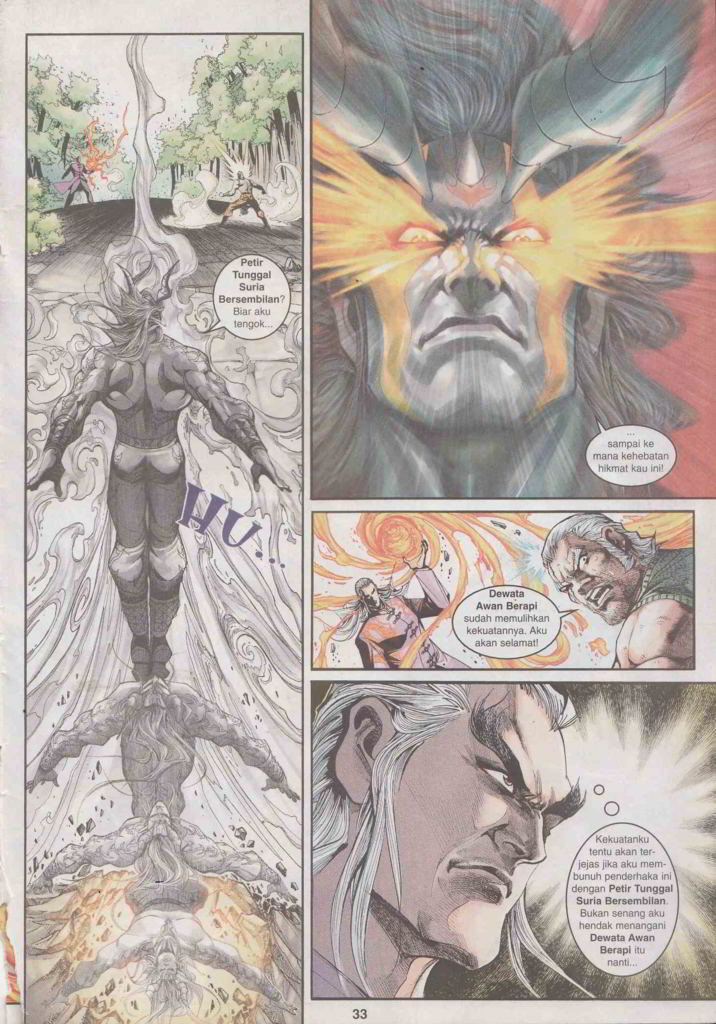 Petir
Tunggal
Suria
Bersembilan?
Biar aku
tengok...
HU...
...
sampai ke
mana kehebatan
hikmat kau ini!
Dewata
Awan Berapi
sudah memulihkan
kekuatannya. Aku
akan selamat!
Kekuatanku
tentu akan ter-
jejas jika aku mem-
bunuh penderhaka ini
dengan Petir Tunggal
Suria Bersembilan.
Bukan senang aku
hendak menangani
Dewata Awan
Berapi itu
nanti...
33